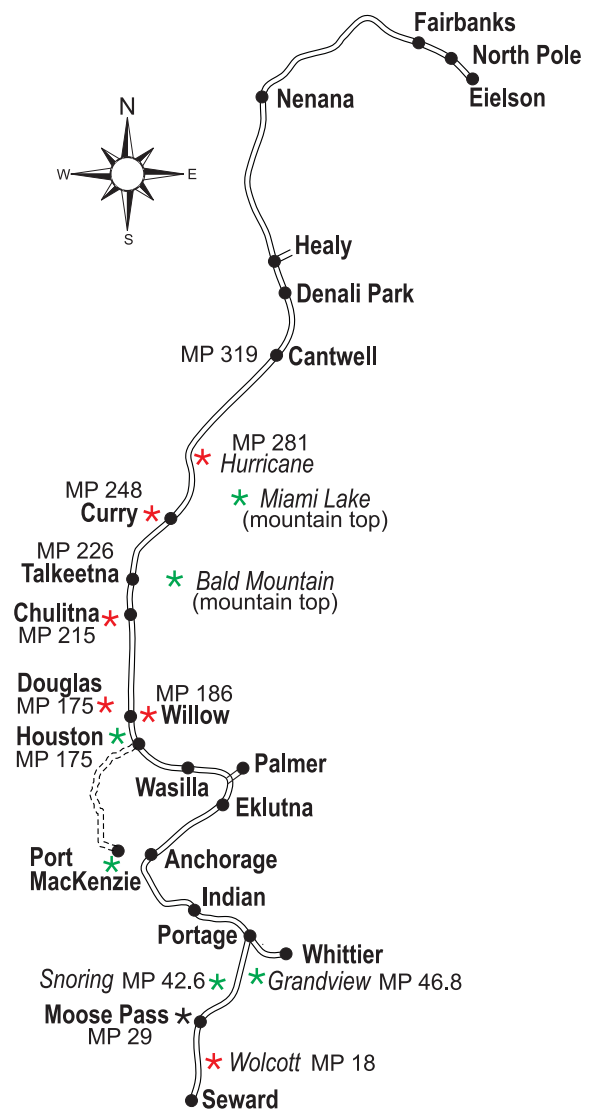 Fairbanks
North Pole
Eielson
Nenana
N
W
E
S
Healy
Denali Park
MP 319
Cantwell
MP 281
* Hurricane
MP 248
Curry *
* Miami Lake
(mountain top)
MP 226
Talkeetna
* Bald Mountain
(mountain top)
Chulitna *
MP 215
Douglas
MP 175 *
MP 186
* Willow
Houston *
MP 175
Wasilla
Palmer
Eklutna
Port
MacKenzie
*
Anchorage
Indian
Portage
Whittier
Snoring MP 42.6 *
* Grandview MP 46.8
Moose Pass *
MP 29
* Wolcott MP 18
Seward